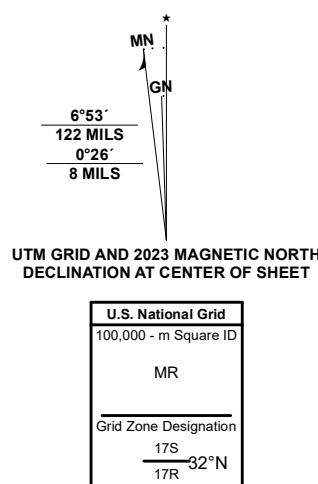 ★
MN
GN
6°53´
122 MILS
0°26´
8 MILS
UTM GRID AND 2023 MAGNETIC NORTH
DECLINATION AT CENTER OF SHEET
U.S. National Grid
100,000 - m Square ID
MR
Grid Zone Designation
17S
32°N
17R